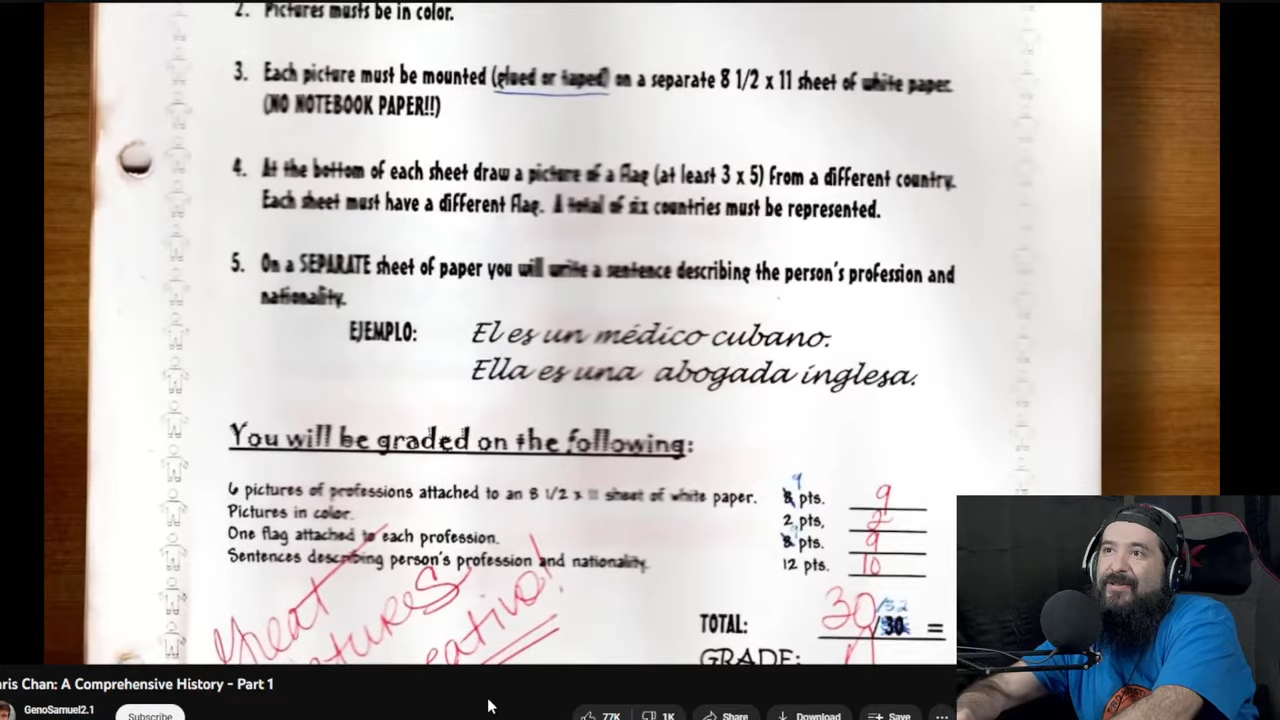 2. Pictures musts be in color.
3. Each picture must be mounted (glued or taped) on a separate 8 1/2 x 11 sheet of white paper.
(NO NOTEBOOK PAPER!!)
4. At the bottom of each sheet draw a picture of a flag (at least 3 x 5) from a different country.
Each sheet must have a different flag. A total of six countries must be represented.
5. On a SEPARATE sheet of paper you will write a sentence describing the person's profession and
nationality.
EJEMPLO: El es un médico cubano.
Ella es una abogada inglesa.
You will be graded on the following:
9
6 pictures of professions attached to an 8 1/2 x 11 sheet of white paper. 8 pts. 9
Pictures in color. 2 pts. 2
One flag attached to each profession. 8 pts. 9
Sentences describing person's profession and nationality. 12 pts. 10
Great
TOTAL: 30/32 /30 =
GRADE:
aris Chan: A Comprehensive History - Part 1
GenoSamuel2.1
Subscribe
77K 1K Share Download Save ...